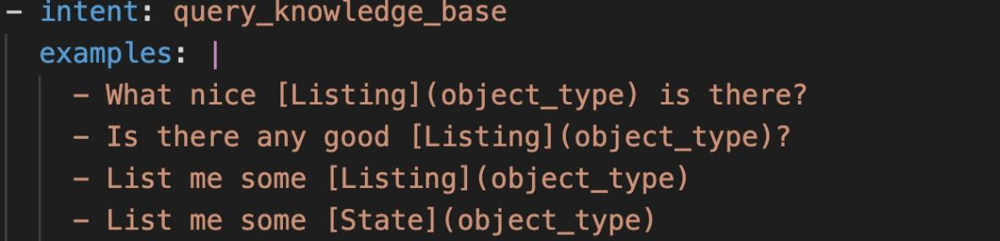 - intent: query_knowledge_base
examples: |
- What nice [Listing](object_type) is there?
- Is there any good [Listing](object_type)?
- List me some [Listing](object_type)
- List me some [State](object_type)